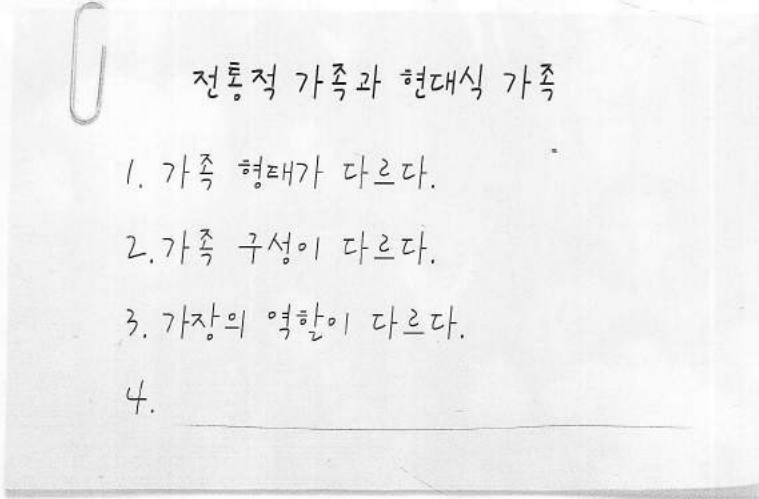 전통적 가족과 현대식 가족
1. 가족 형태가 다르다.
2. 가족 구성이 다르다.
3. 가장의 역할이 다르다.
4.